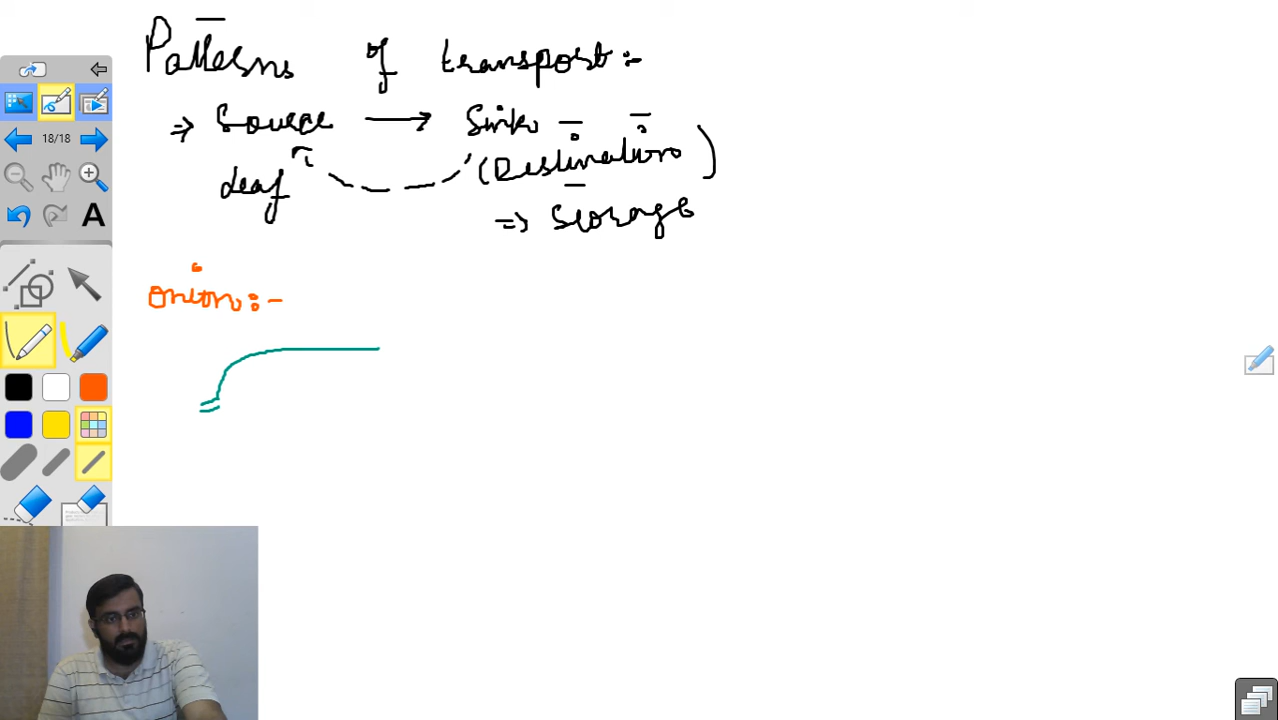 Patterns of transport :-
⇒ Source → Sink
(Destination)
Leaf
⇒ Storage
18/18
A
Onion :-